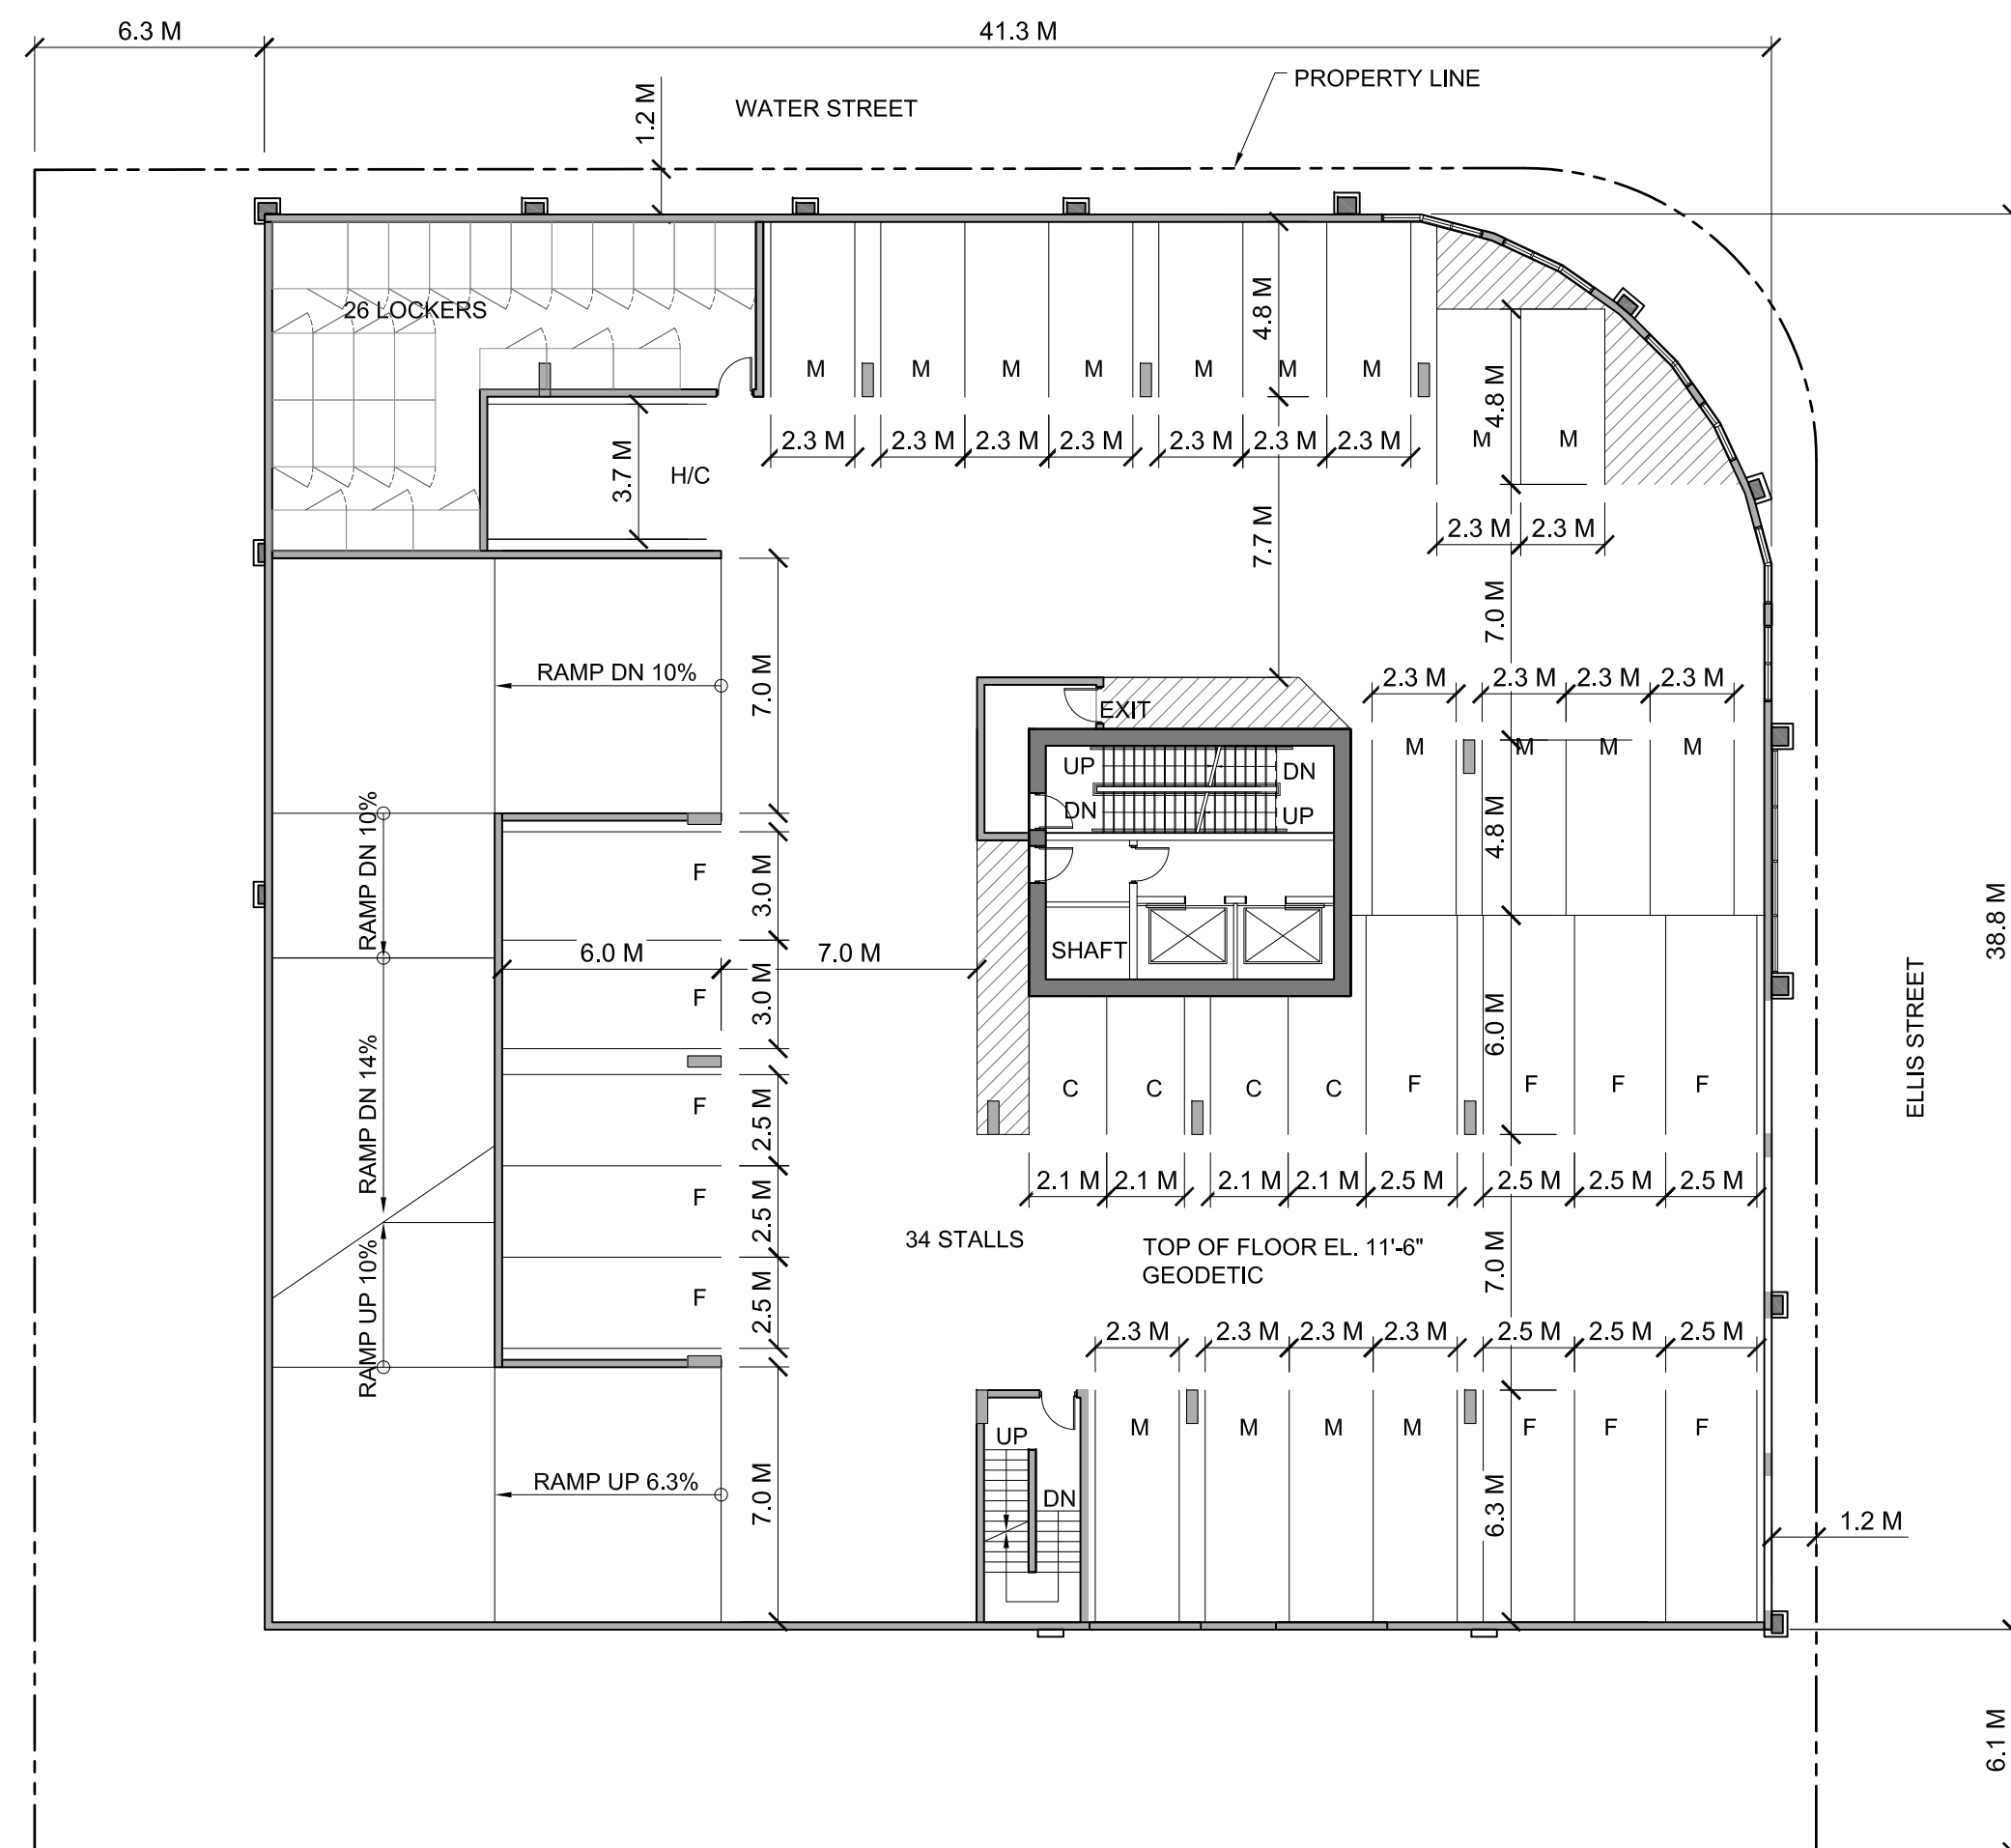 6.3 M
41.3 M
PROPERTY LINE
1.2 M
WATER STREET
26 LOCKERS
4.8 M
M
M
M
M
M
M
M
4.8 M
M
M
2.3 M
2.3 M
2.3 M
2.3 M
2.3 M
2.3 M
2.3 M
3.7 M
H/C
7.7 M
2.3 M
2.3 M
7.0 M
RAMP DN 10%
7.0 M
2.3 M
2.3 M
2.3 M
2.3 M
EXIT
M
M
M
M
UP
DN
DN
UP
RAMP DN 10%
4.8 M
F
3.0 M
38.8 M
6.0 M
7.0 M
SHAFT
F
3.0 M
6.0 M
ELLIS STREET
RAMP DN 14%
F
2.5 M
C
C
C
C
F
F
F
F
2.1 M
2.1 M
2.1 M
2.1 M
2.5 M
2.5 M
2.5 M
2.5 M
F
2.5 M
34 STALLS
TOP OF FLOOR EL. 11'-6"
GEODETIC
7.0 M
RAMP UP 10%
F
2.5 M
2.3 M
2.3 M
2.3 M
2.3 M
2.5 M
2.5 M
2.5 M
UP
M
M
M
M
F
F
F
RAMP UP 6.3%
7.0 M
DN
6.3 M
1.2 M
6.1 M